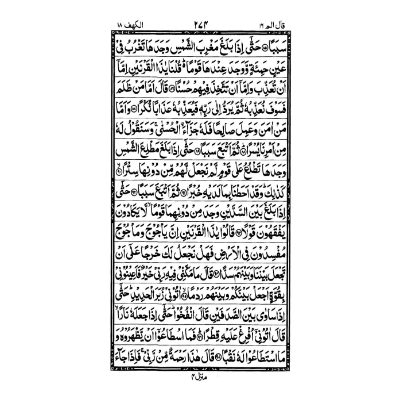 قال الم ١٦ ٢٧٤ الكهف ١٨
سَبَبًا ۝ حَتّٰۤى اِذَا بَلَغَ مَغْرِبَ الشَّمْسِ وَجَدَهَا تَغْرُبُ فِیْ
عَیْنٍ حَمِئَةٍ وَّ وَجَدَ عِنْدَهَا قَوْمًا ؕ۬ قُلْنَا یٰذَا الْقَرْنَیْنِ اِمَّاۤ
اَنْ تُعَذِّبَ وَ اِمَّاۤ اَنْ تَتَّخِذَ فِیْهِمْ حُسْنًا ۝ قَالَ اَمَّا مَنْ ظَلَمَ
فَسَوْفَ نُعَذِّبُهٗ ثُمَّ یُرَدُّ اِلٰى رَبِّهٖ فَیُعَذِّبُهٗ عَذَابًا نُّكْرًا ۝ وَ اَمَّا
مَنْ اٰمَنَ وَ عَمِلَ صَالِحًا فَلَهٗ جَزَآءَ ِ۟الْحُسْنٰى ۚ وَ سَنَقُوْلُ لَهٗ
مِنْ اَمْرِنَا یُسْرًا ۝ ثُمَّ اَتْبَعَ سَبَبًا ۝ حَتّٰۤى اِذَا بَلَغَ مَطْلِعَ الشَّمْسِ
وَجَدَهَا تَطْلُعُ عَلٰى قَوْمٍ لَّمْ نَجْعَلْ لَّهُمْ مِّنْ دُوْنِهَا سِتْرًا ۝
كَذٰلِكَ ؕ وَ قَدْ اَحَطْنَا بِمَا لَدَیْهِ خُبْرًا ۝ ثُمَّ اَتْبَعَ سَبَبًا ۝ حَتّٰۤى
اِذَا بَلَغَ بَیْنَ السَّدَّیْنِ وَجَدَ مِنْ دُوْنِهِمَا قَوْمًا ۙ لَّا یَكَادُوْنَ
یَفْقَهُوْنَ قَوْلًا ۝ قَالُوْا یٰذَا الْقَرْنَیْنِ اِنَّ یَاْجُوْجَ وَ مَاْجُوْجَ
مُفْسِدُوْنَ فِی الْاَرْضِ فَهَلْ نَجْعَلُ لَكَ خَرْجًا عَلٰۤى اَنْ
تَجْعَلَ بَیْنَنَا وَ بَیْنَهُمْ سَدًّا ۝ قَالَ مَا مَكَّنِّیْ فِیْهِ رَبِّیْ خَیْرٌ فَاَعِیْنُوْنِیْ
بِقُوَّةٍ اَجْعَلْ بَیْنَكُمْ وَ بَیْنَهُمْ رَدْمًا ۝ اٰتُوْنِیْ زُبَرَ الْحَدِیْدِ ؕ حَتّٰۤى
اِذَا سَاوٰى بَیْنَ الصَّدَفَیْنِ قَالَ انْفُخُوْا ؕ حَتّٰۤى اِذَا جَعَلَهٗ نَارًا ۙ
قَالَ اٰتُوْنِیْۤ اُفْرِغْ عَلَیْهِ قِطْرًا ۝ فَمَا اسْطَاعُوْۤا اَنْ یَّظْهَرُوْهُ وَ
مَا اسْتَطَاعُوْا لَهٗ نَقْبًا ۝ قَالَ هٰذَا رَحْمَةٌ مِّنْ رَّبِّیْ ۚ فَاِذَا جَآءَ
منزل ٤